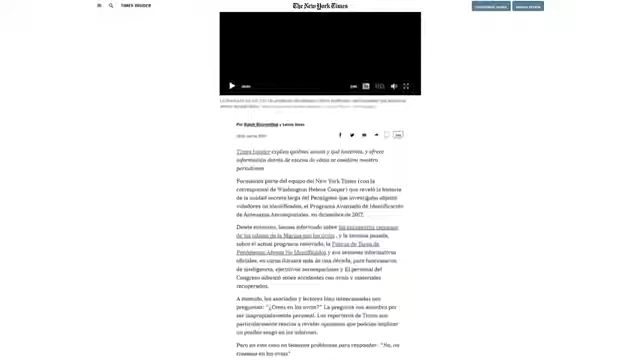 TIMES INSIDER
The New York Times
Por Ralph Blumenthal y Leslie Kean
Times Insider explica quiénes somos y qué hacemos, y ofrece
información detrás de escena de cómo se combina nuestro
periodismo
Formamos parte del equipo del New York Times (con la
corresponsal de Washington Helene Cooper) que reveló la historia
de la unidad secreta larga del Pentágono que investigaba objetos
voladores no identificados, el Programa Avanzado de Identificación
de Amenazas Aeroespaciales, en diciembre de 2017.
Desde entonces, hemos informado sobre los encuentros cercanos
de los pilotos de la Marina con los ovnis , y la semana pasada,
sobre el actual programa renovado, la Fuerza de Tarea de
Fenómenos Aéreos No Identificados y sus sesiones informativas
oficiales, en curso durante más de una década, para funcionarios
de inteligencia, ejecutivos aeroespaciales y El personal del
Congreso informó sobre accidentes con ovnis y materiales
recuperados.
A menudo, los asociados y lectores bien intencionados nos
preguntan: "¿Crees en los ovnis?" La pregunta nos asombra por
ser inapropiadamente personal. Los reporteros de Times son
particularmente reacios a revelar opiniones que podrían implicar
un posible sesgo en los informes.
Pero en este caso no tenemos problemas para responder: "No, no
creemos en los ovnis"